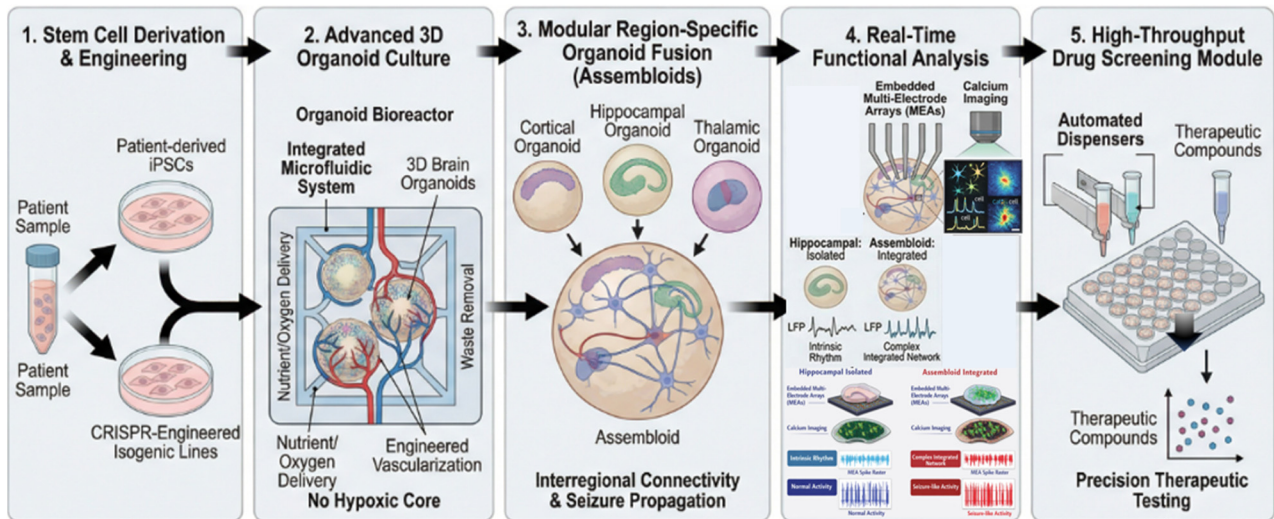 1. Stem Cell Derivation
& Engineering
Patient-derived
iPSCs
Patient
Sample
Patient
Sample
CRISPR-Engineered
Isogenic Lines
2. Advanced 3D
Organoid Culture
Organoid Bioreactor
Integrated
Microfluidic
System
3D Brain
Organoids
Nutrient/Oxygen Delivery
Waste Removal
Nutrient/
Oxygen
Delivery
Engineered
Vascularization
No Hypoxic Core
3. Modular Region-Specific
Organoid Fusion
(Assembloids)
Cortical
Organoid
Hippocampal
Organoid
Thalamic
Organoid
Assembloid
Interregional Connectivity
& Seizure Propagation
4. Real-Time
Functional Analysis
Embedded
Multi-Electrode
Arrays (MEAs)
Calcium
Imaging
cell
cell
Hippocampal:
Isolated
Assembloid:
Integrated
LFP
Intrinsic
Rhythm
LFP
Complex
Integrated Network
Hippocampal Isolated
Assembloid Integrated
Embedded Multi-
Electrode Arrays
(MEAs)
Embedded Multi-
Electrode Arrays
(MEAs)
Calcium Imaging
Calcium Imaging
Intrinsic Rhythm
MEA Spike Raster
Complex Integrated
Network
MEA Spike Raster
Normal Activity
Normal Activity
Seizure-like Activity
Seizure-like Activity
5. High-Throughput
Drug Screening Module
Automated
Dispensers
Therapeutic
Compounds
Therapeutic
Compounds
Precision Therapeutic
Testing